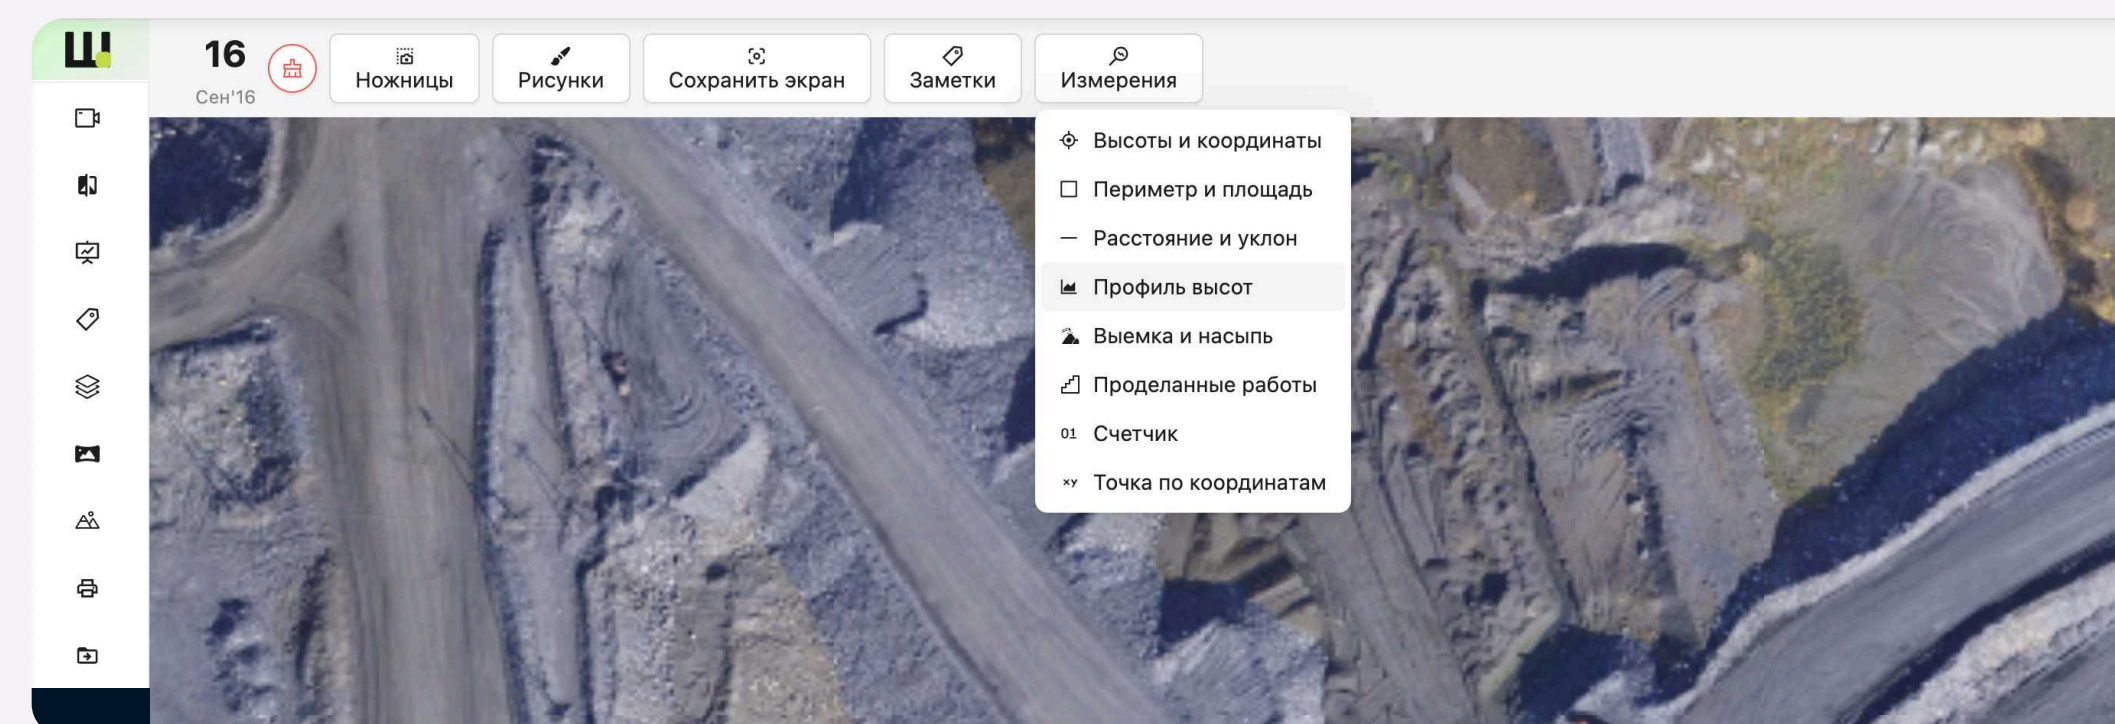 Щ
16
Сен'16
Ножницы
Рисунки
Сохранить экран
Заметки
Измерения
Высоты и координаты
Периметр и площадь
Расстояние и уклон
Профиль высот
Выемка и насыпь
Проделанные работы
01 Счетчик
xy Точка по координатам